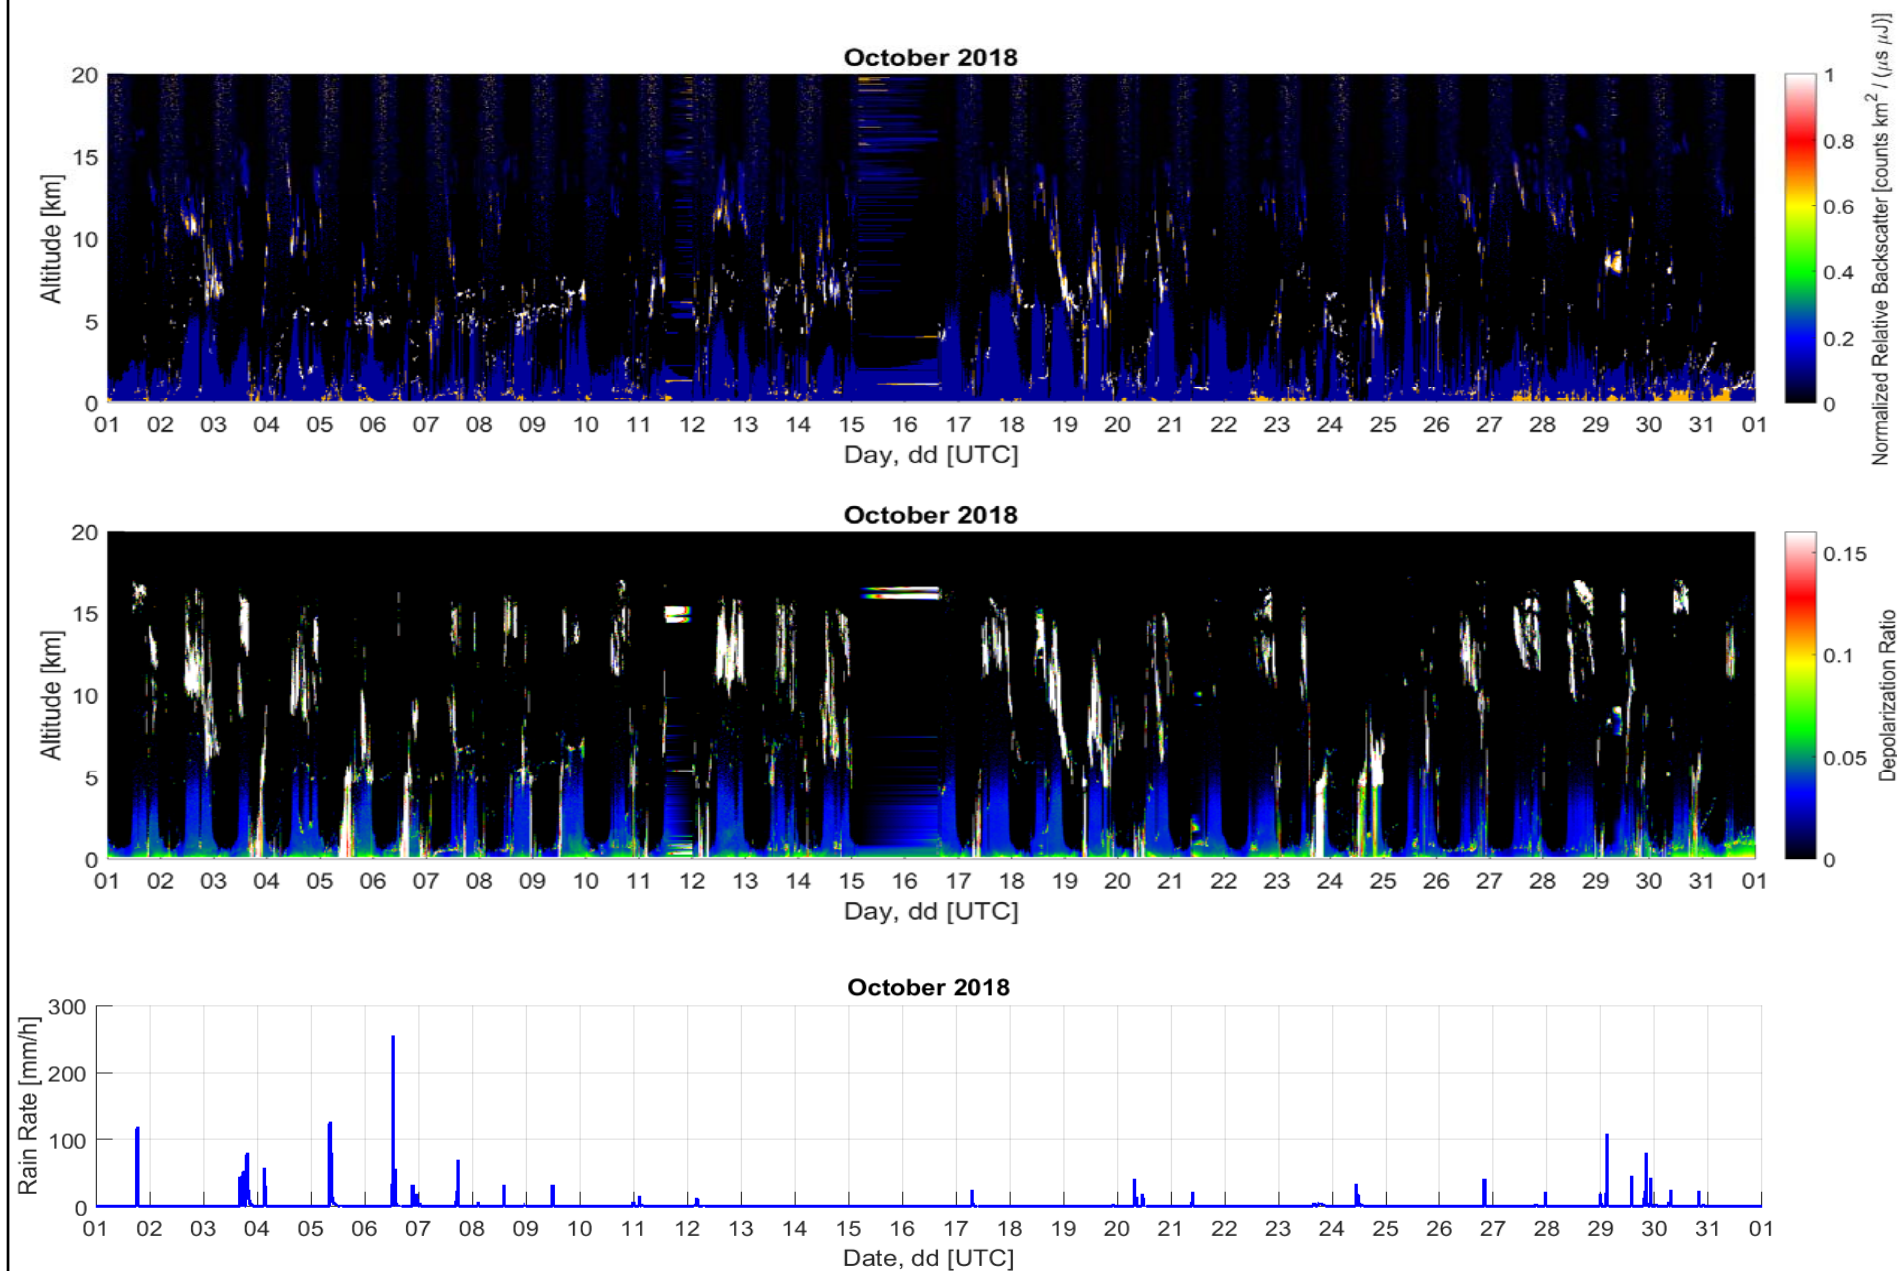 October 2018
20
15
10
5
0
Altitude [km]
01 02 03 04 05 06 07 08 09 10 11 12 13 14 15 16 17 18 19 20 21 22 23 24 25 26 27 28 29 30 31 01
Day, dd [UTC]
1
0.8
0.6
0.4
0.2
0
Normalized Relative Backscatter [counts km² / (μs μJ)]
October 2018
20
15
10
5
0
Altitude [km]
01 02 03 04 05 06 07 08 09 10 11 12 13 14 15 16 17 18 19 20 21 22 23 24 25 26 27 28 29 30 31 01
Day, dd [UTC]
0.15
0.1
0.05
0
Depolarization Ratio
October 2018
300
200
100
0
Rain Rate [mm/h]
01 02 03 04 05 06 07 08 09 10 11 12 13 14 15 16 17 18 19 20 21 22 23 24 25 26 27 28 29 30 31 01
Date, dd [UTC]